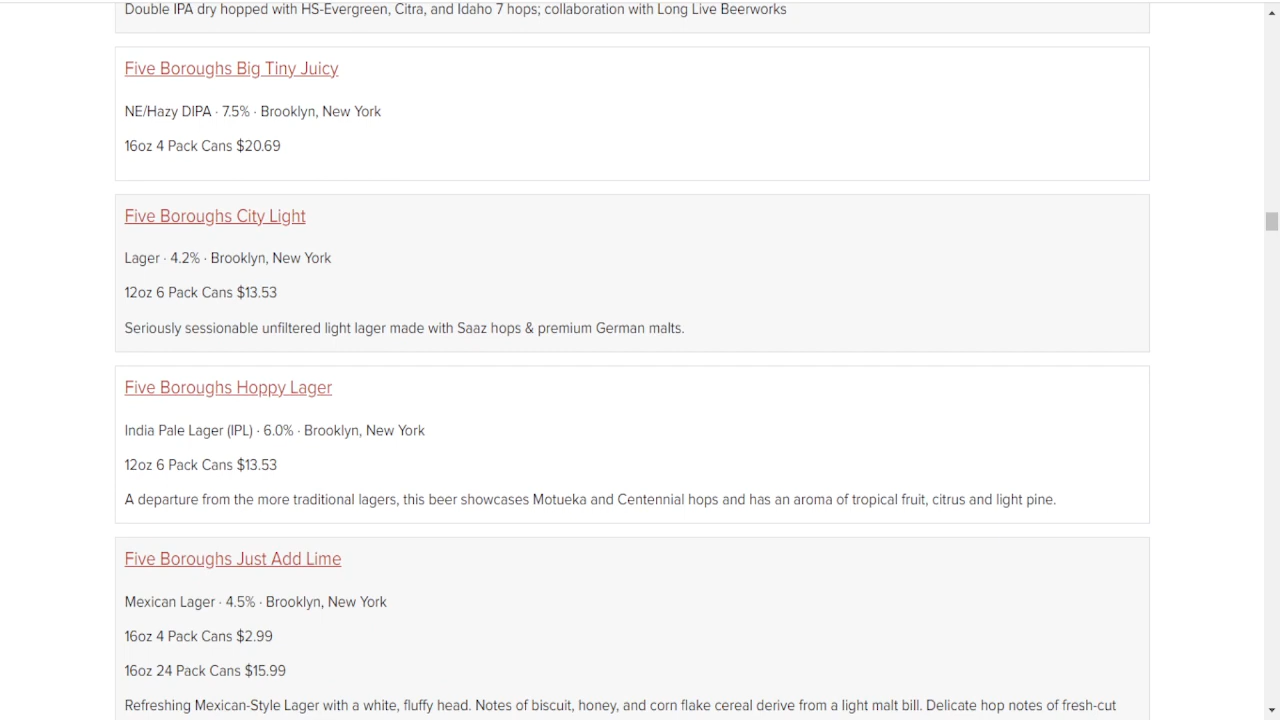 Double IPA dry hopped with HS-Evergreen, Citra, and Idaho 7 hops; collaboration with Long Live Beerworks
Five Boroughs Big Tiny Juicy
NE/Hazy DIPA · 7.5% · Brooklyn, New York
16oz 4 Pack Cans $20.69
Five Boroughs City Light
Lager · 4.2% · Brooklyn, New York
12oz 6 Pack Cans $13.53
Seriously sessionable unfiltered light lager made with Saaz hops & premium German malts.
Five Boroughs Hoppy Lager
India Pale Lager (IPL) · 6.0% · Brooklyn, New York
12oz 6 Pack Cans $13.53
A departure from the more traditional lagers, this beer showcases Motueka and Centennial hops and has an aroma of tropical fruit, citrus and light pine.
Five Boroughs Just Add Lime
Mexican Lager · 4.5% · Brooklyn, New York
16oz 4 Pack Cans $2.99
16oz 24 Pack Cans $15.99
Refreshing Mexican-Style Lager with a white, fluffy head. Notes of biscuit, honey, and corn flake cereal derive from a light malt bill. Delicate hop notes of fresh-cut